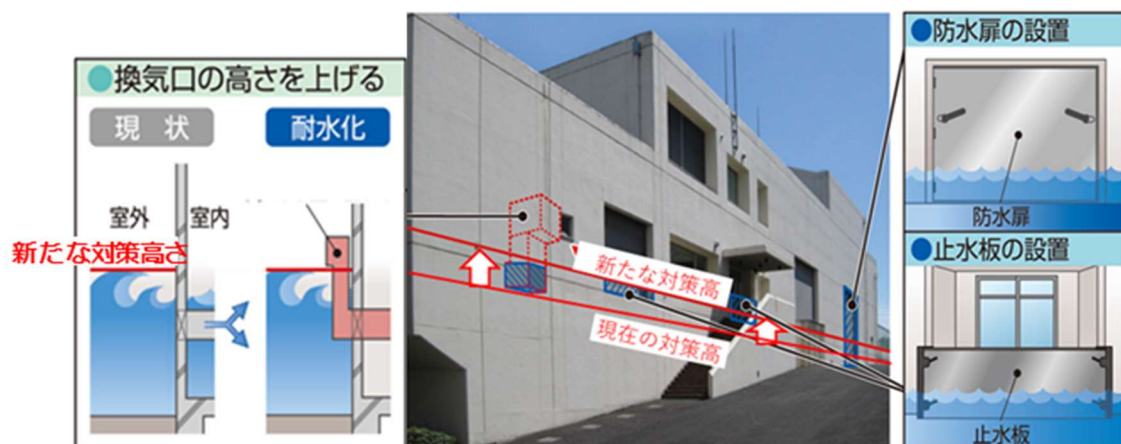 ●換気口の高さを上げる
現 状
耐水化
室外
室内
新たな対策高さ
新たな対策高
現在の対策高
●防水扉の設置
防水扉
●止水板の設置
止水板